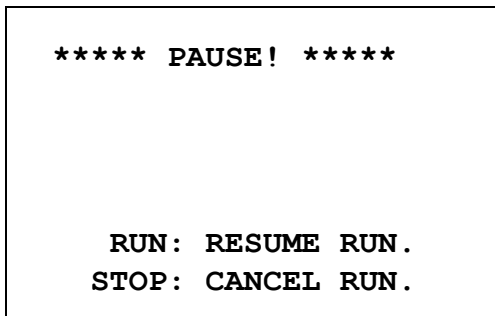 ***** PAUSE! *****
RUN: RESUME RUN.
STOP: CANCEL RUN.